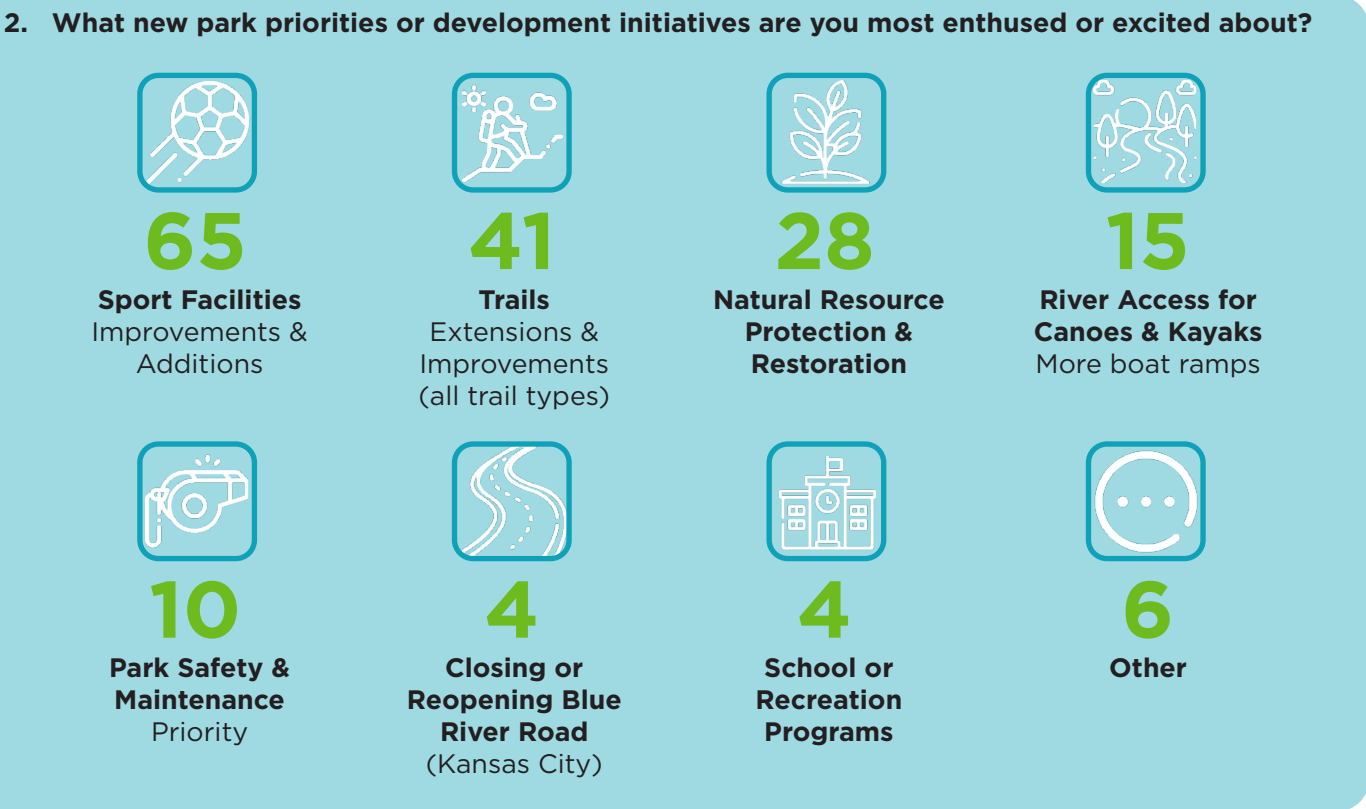 2. What new park priorities or development initiatives are you most enthused or excited about?
65
Sport Facilities
Improvements &
Additions
41
Trails
Extensions &
Improvements
(all trail types)
28
Natural Resource
Protection &
Restoration
15
River Access for
Canoes & Kayaks
More boat ramps
10
Park Safety &
Maintenance
Priority
4
Closing or
Reopening Blue
River Road
(Kansas City)
4
School or
Recreation
Programs
6
Other